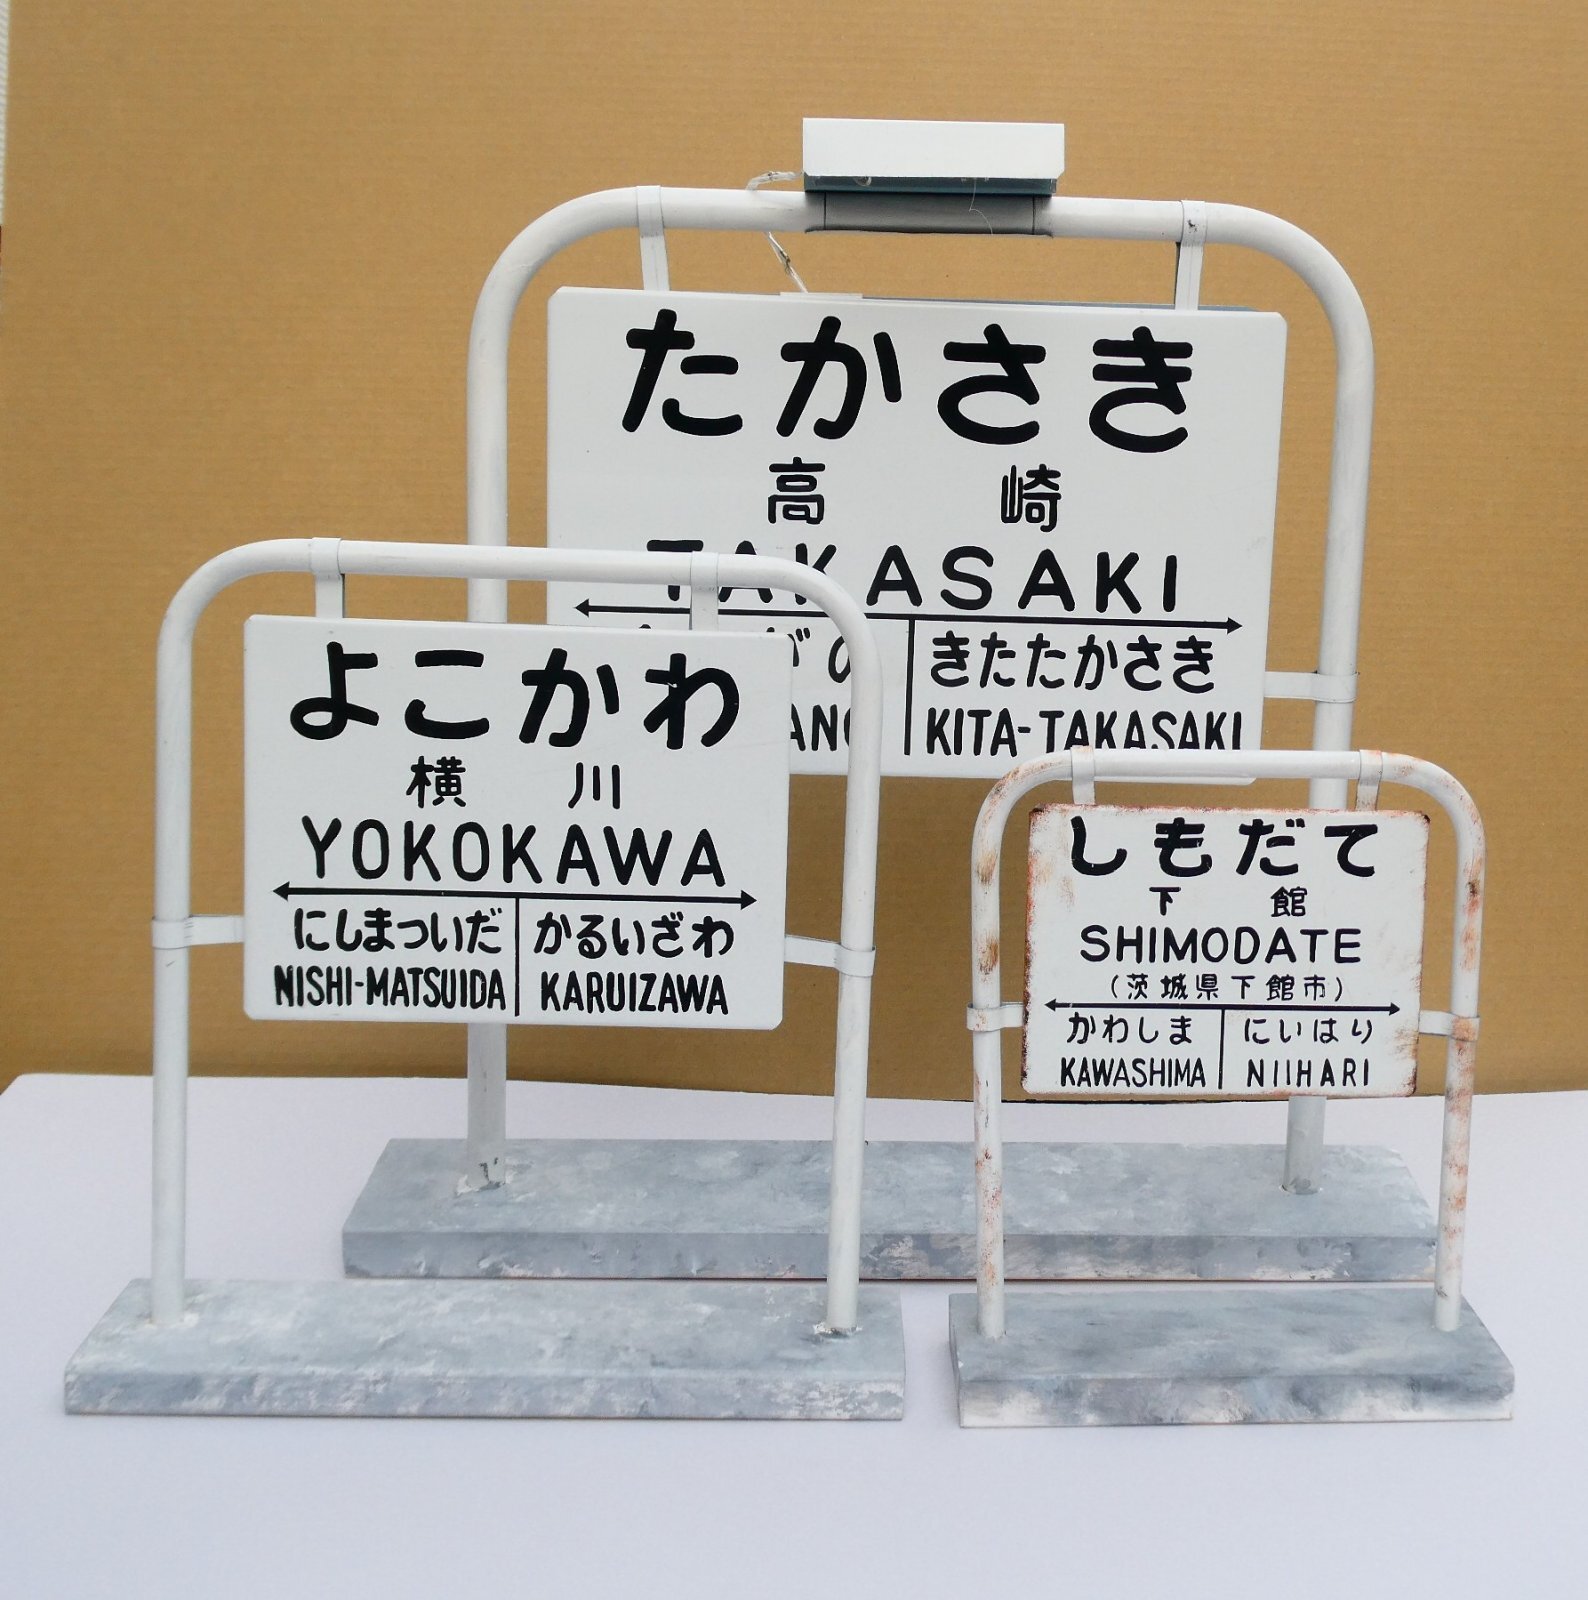 たかさき
高崎
TAKASAKI
きたたかさき
KITA-TAKASAKI
よこかわ
横川
YOKOKAWA
にしまついだ かるいざわ
NISHI-MATSUIDA KARUIZAWA
しもだて
下館
SHIMODATE
(茨城県下館市)
かわしま にいはり
KAWASHIMA NIIHARI